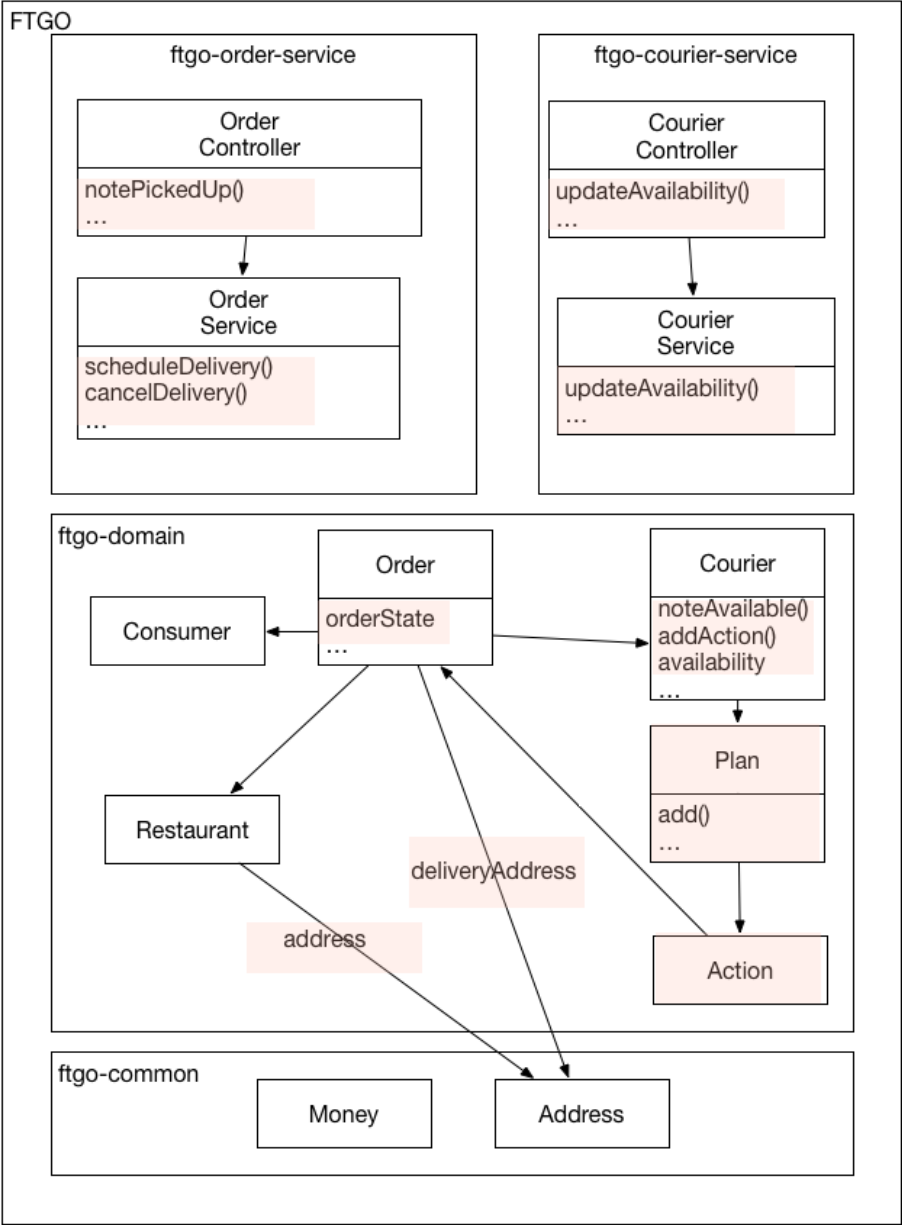 FTGO
ftgo-order-service
Order
Controller
notePickedUp()
...
Order
Service
scheduleDelivery()
cancelDelivery()
...
ftgo-courier-service
Courier
Controller
updateAvailability()
...
Courier
Service
updateAvailability()
...
ftgo-domain
Order
orderState
...
Consumer
Courier
noteAvailable()
addAction()
availability
...
Plan
add()
...
Restaurant
deliveryAddress
address
Action
ftgo-common
Money
Address